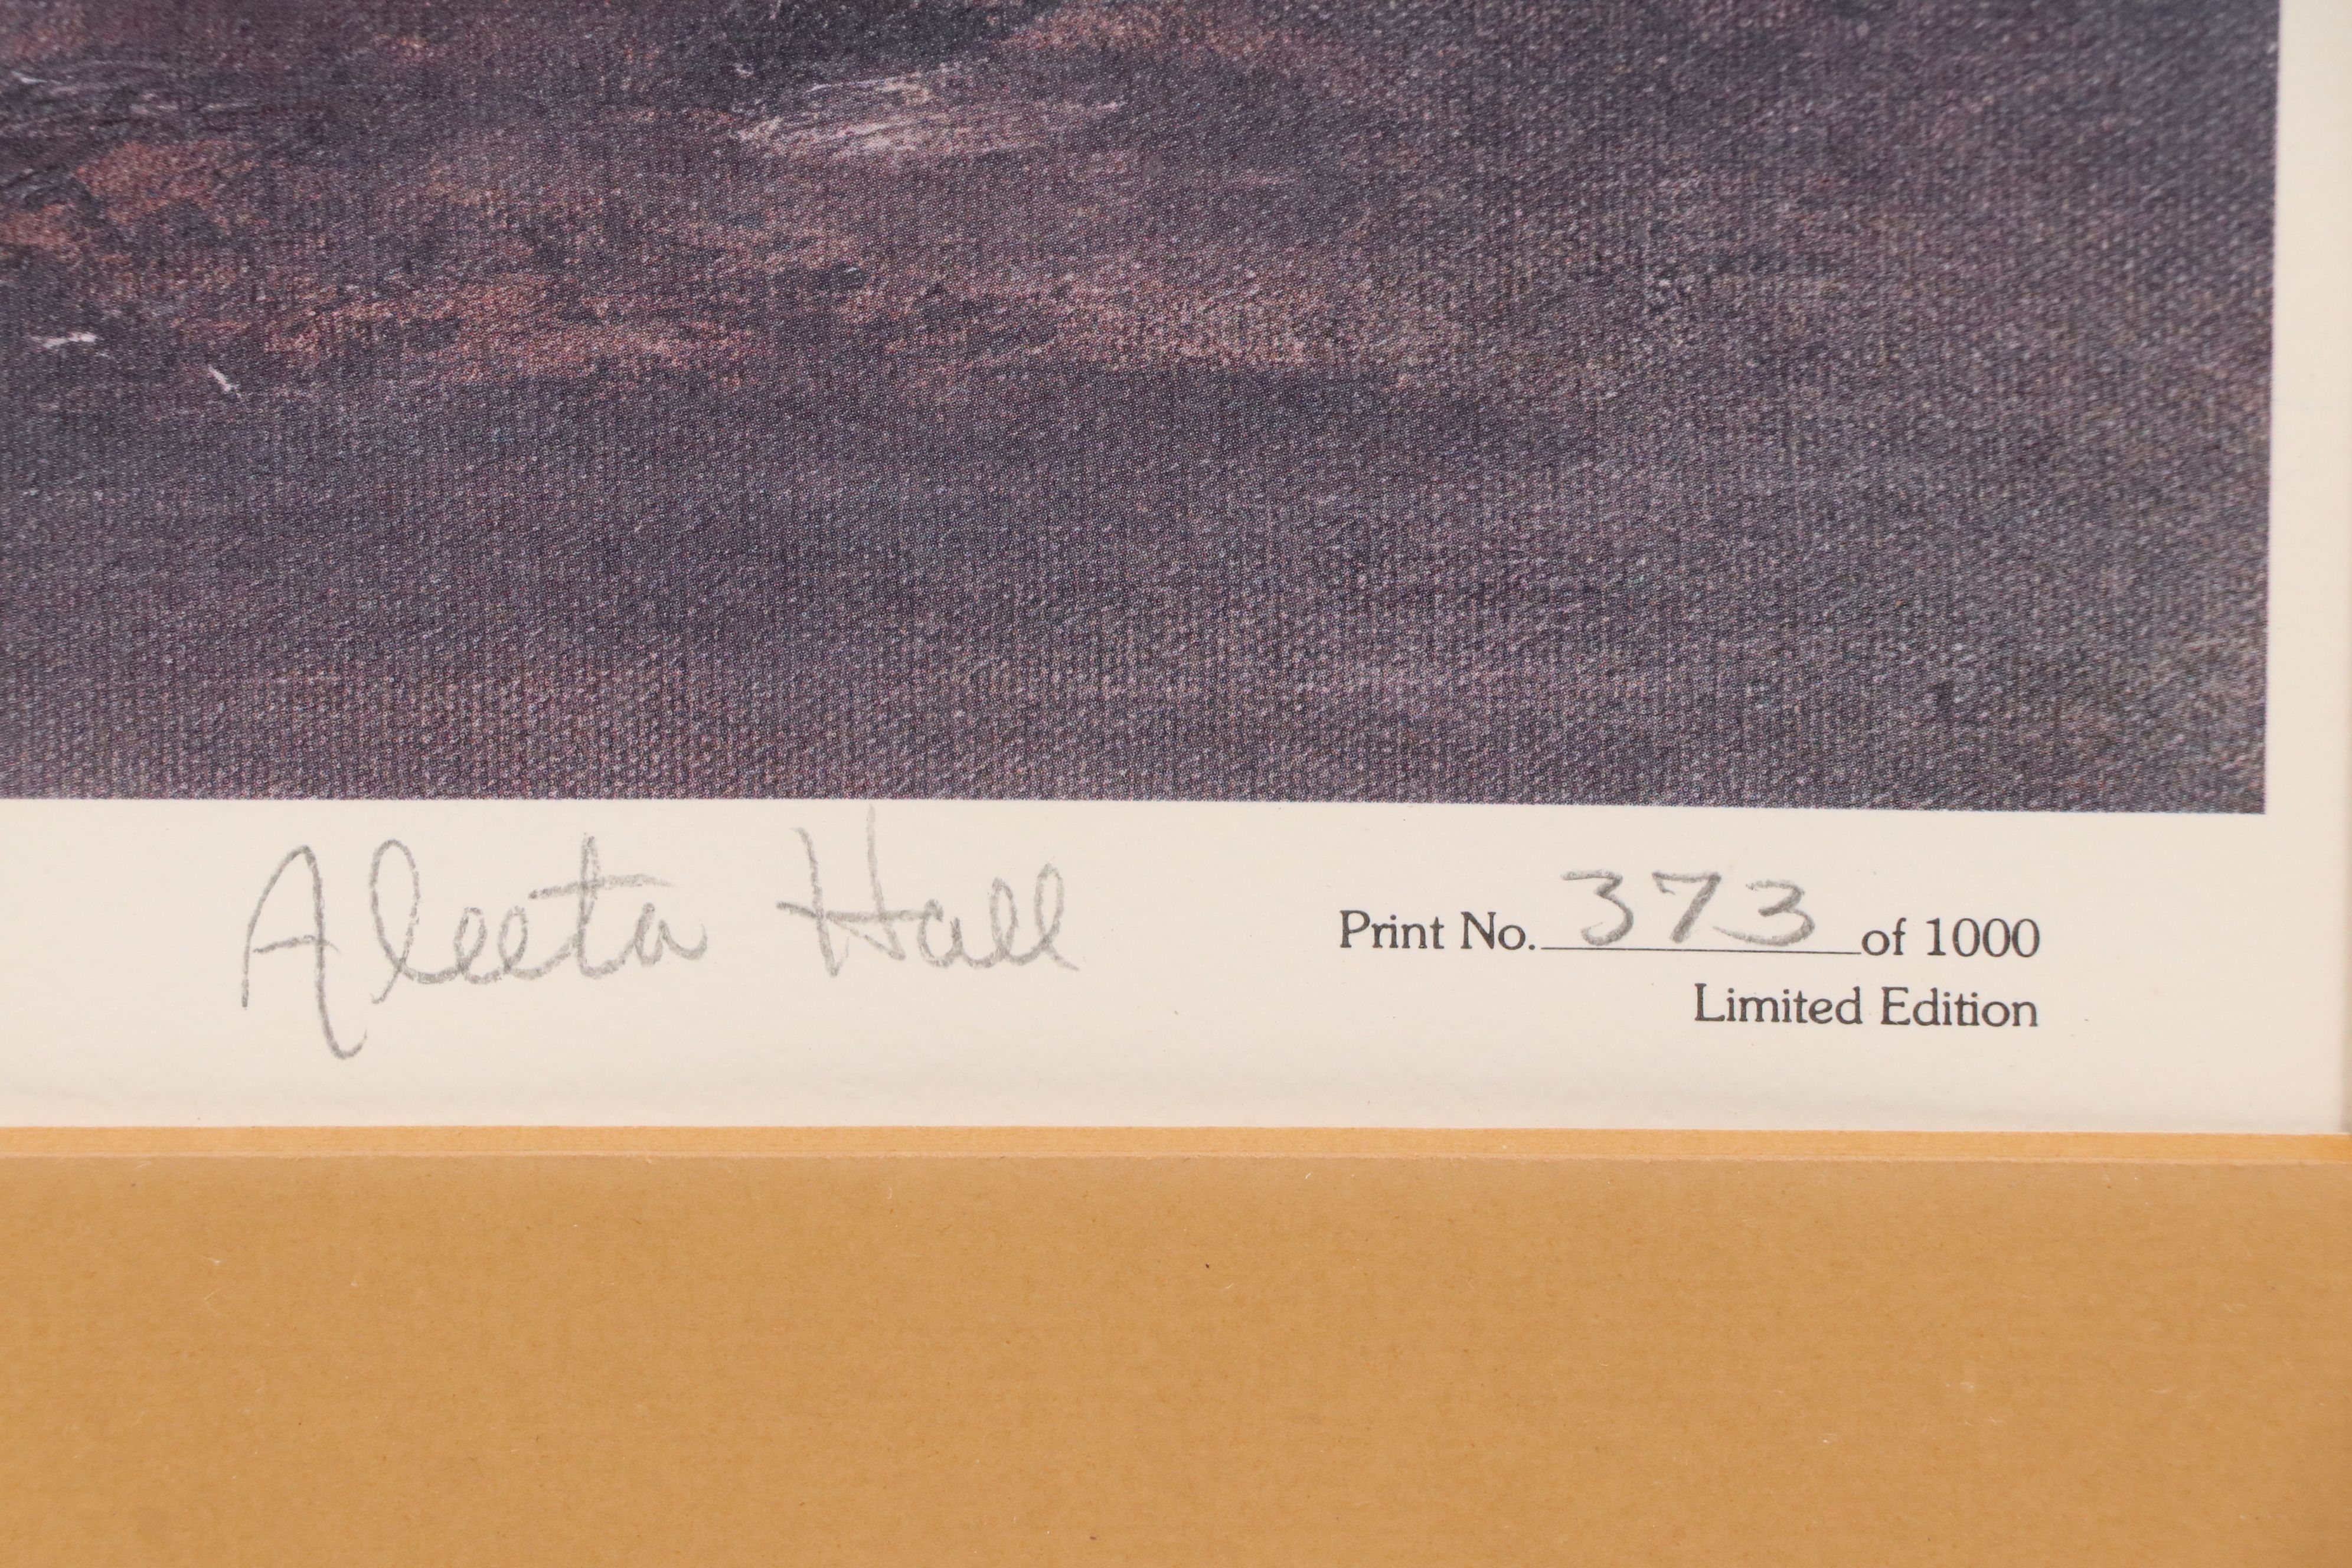 Aleeta Hall
Print No. 373 of 1000
Limited Edition